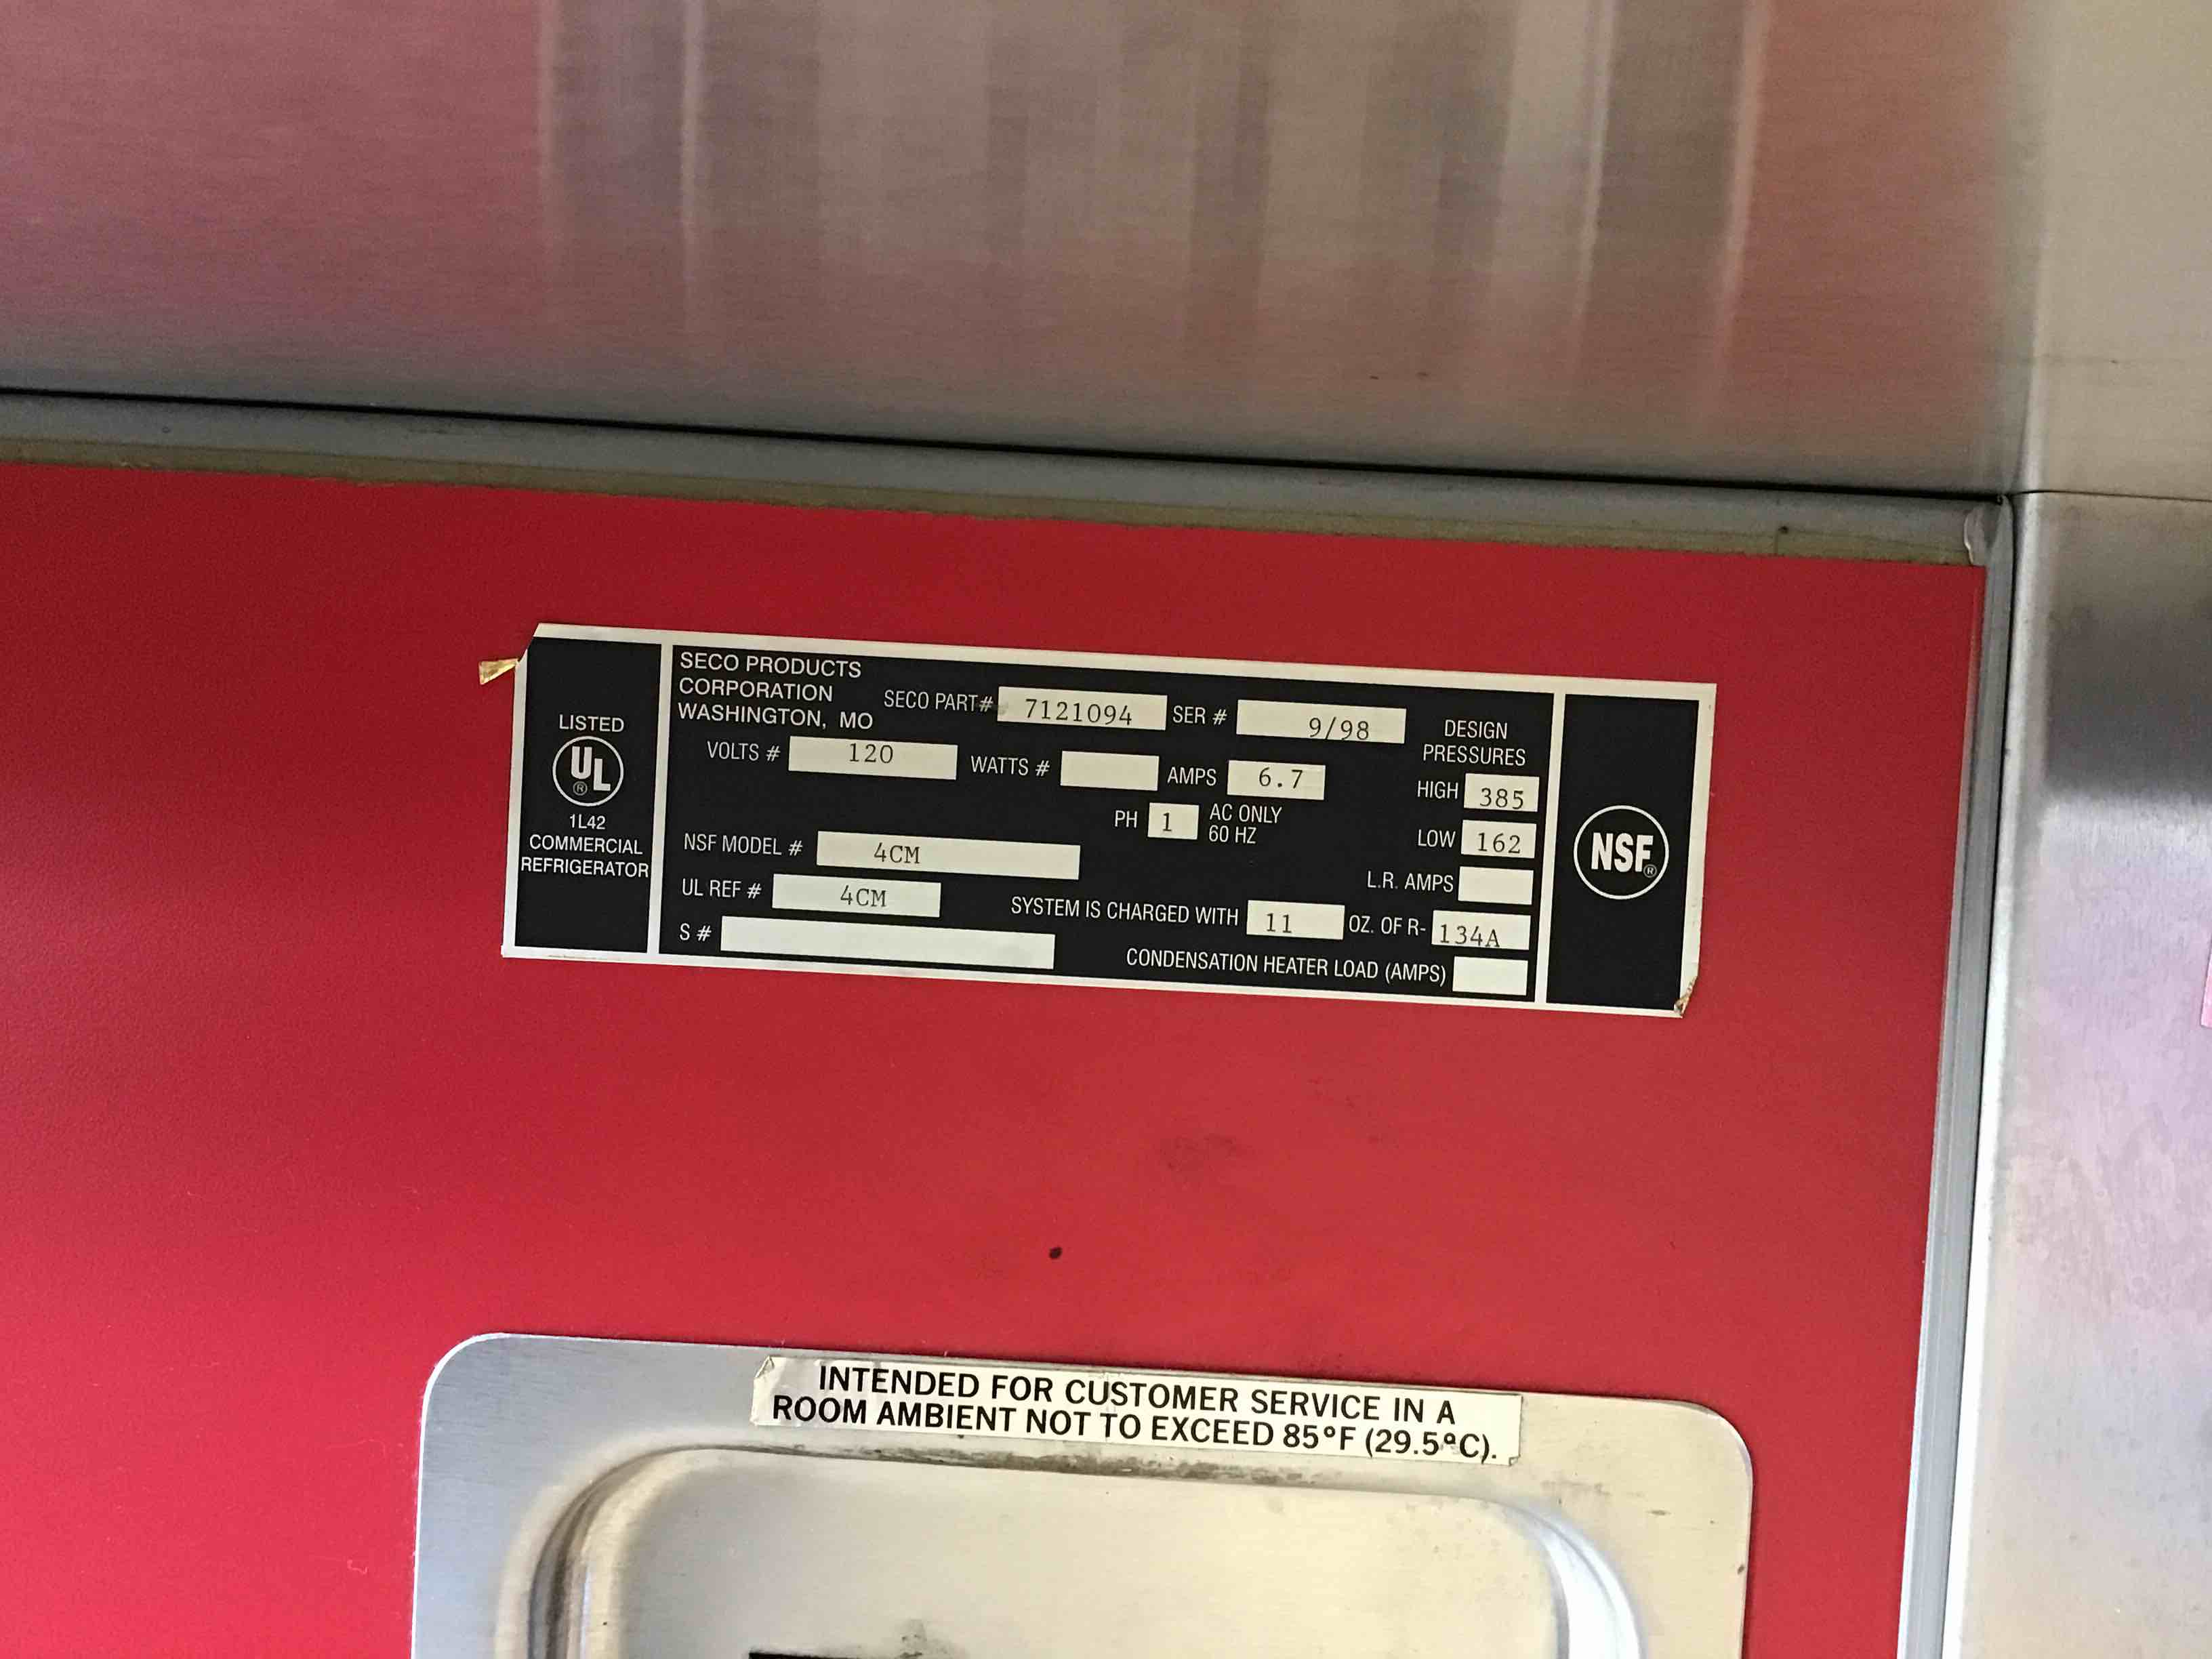 LISTED
UL ®
1L42
COMMERCIAL
REFRIGERATOR
SECO PRODUCTS
CORPORATION
WASHINGTON, MO
SECO PART# 7121094 SER # 9/98
VOLTS # 120 WATTS # AMPS 6.7
PH 1 AC ONLY
60 HZ
NSF MODEL # 4CM
UL REF # 4CM
S #
DESIGN
PRESSURES
HIGH 385
LOW 162
L.R. AMPS
SYSTEM IS CHARGED WITH 11 OZ. OF R- 134A
CONDENSATION HEATER LOAD (AMPS)
NSF®
INTENDED FOR CUSTOMER SERVICE IN A
ROOM AMBIENT NOT TO EXCEED 85°F (29.5ºC).